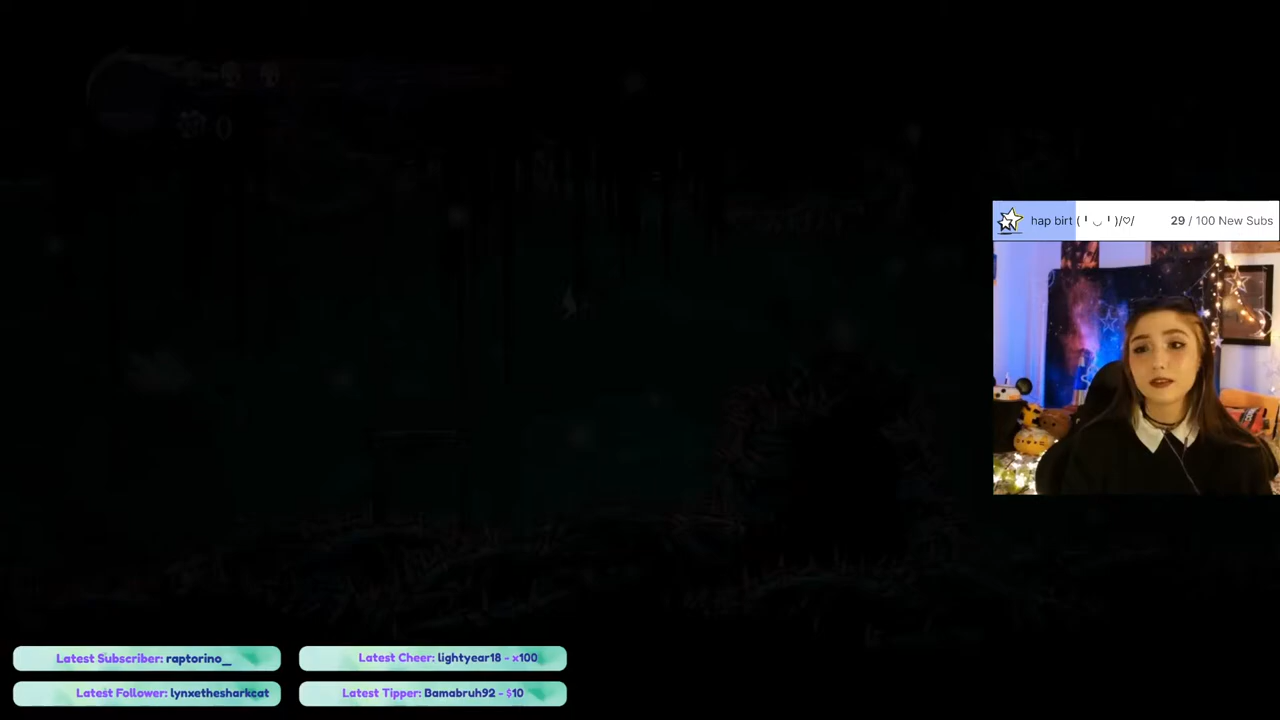 0
hap birt (╹◡╹)/♡/ 29 / 100 New Subs
Latest Subscriber: raptorino_
Latest Cheer: lightyear18 - x100
Latest Follower: lynxethesharkcat
Latest Tipper: Bamabruh92 - $10